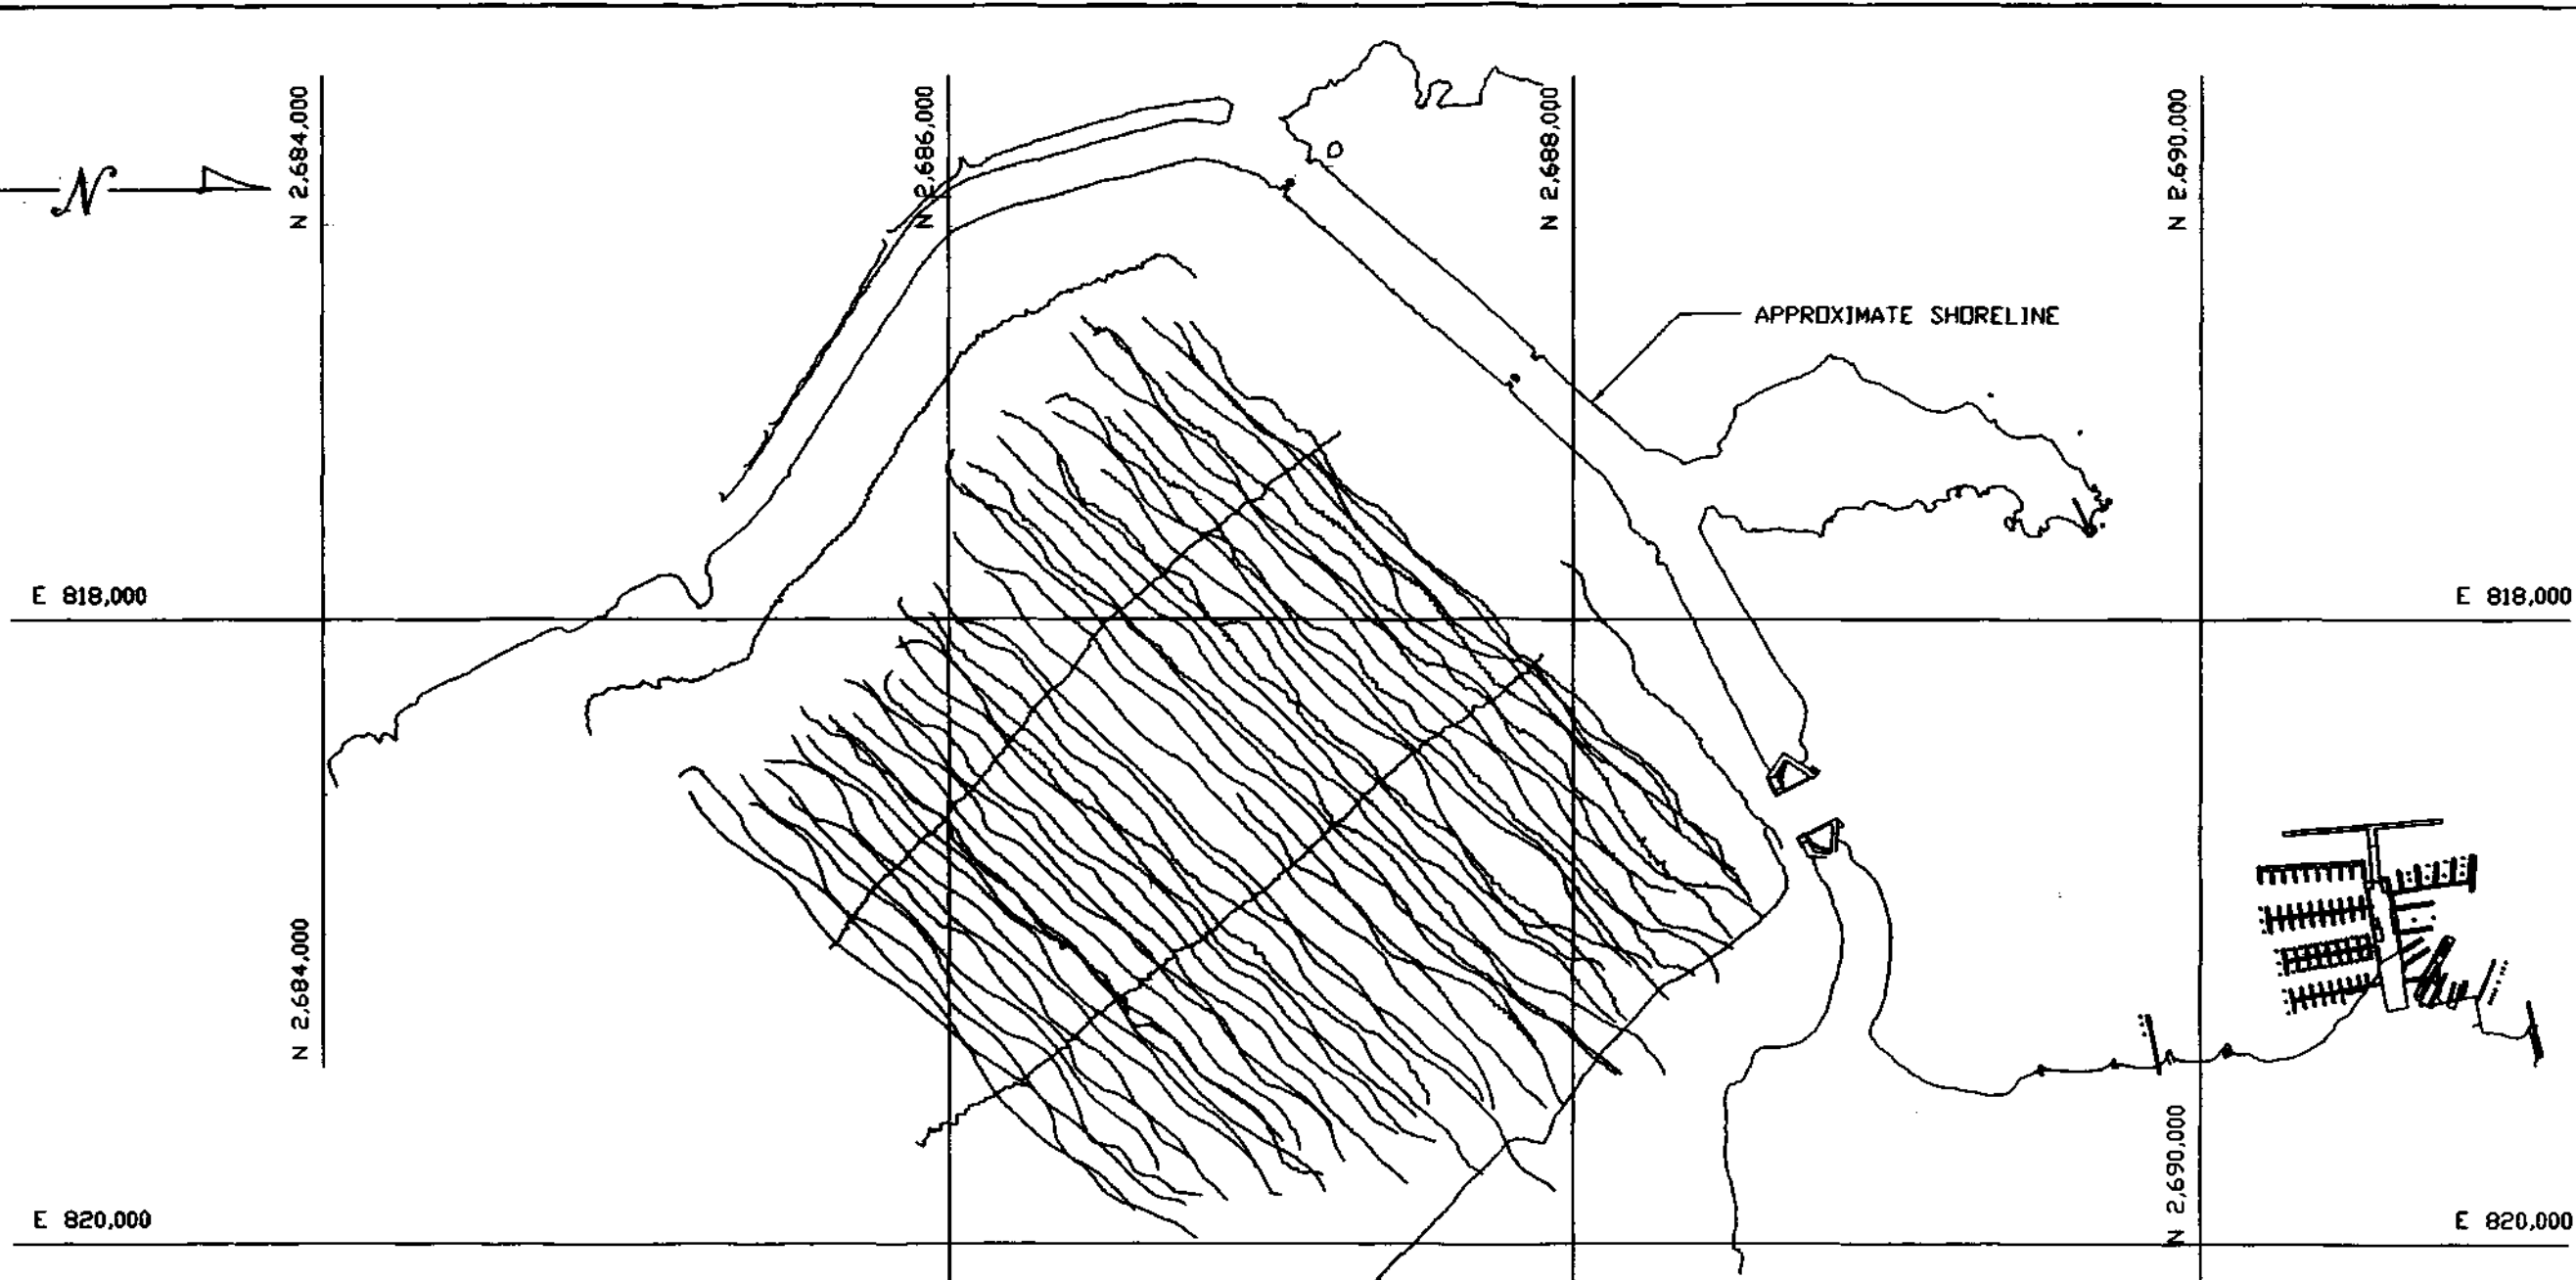 N 2,684,000
N 2,686,000
N 2,688,000
N 2,690,000
N
APPROXIMATE SHORELINE
E 818,000
E 818,000
N 2,684,000
N 2,690,000
E 820,000
E 820,000